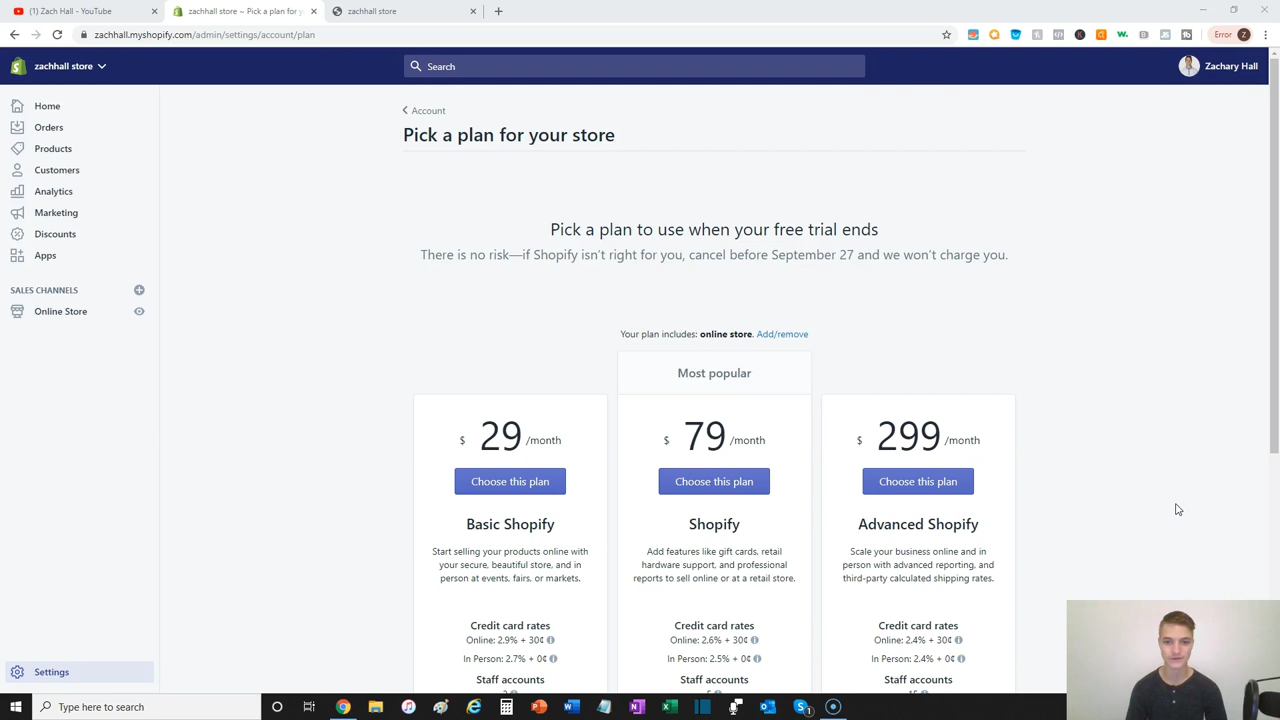 (1) Zach Hall - YouTube
zachhall store ~ Pick a plan for y
zachhall store
zachhall.myshopify.com/admin/settings/account/plan
Error
Z
zachhall store
Search
Zachary Hall
Home
Orders
Products
Customers
Analytics
Marketing
Discounts
Apps
SALES CHANNELS
Online Store
Settings
Account
Pick a plan for your store
Pick a plan to use when your free trial ends
There is no risk—if Shopify isn't right for you, cancel before September 27 and we won't charge you.
Your plan includes: online store. Add/remove
Most popular
$ 29 /month
Choose this plan
Basic Shopify
Start selling your products online with
your secure, beautiful store, and in
person at events, fairs, or markets.
Credit card rates
Online: 2.9% + 30¢
In Person: 2.7% + 0¢
Staff accounts
$ 79 /month
Choose this plan
Shopify
Add features like gift cards, retail
hardware support, and professional
reports to sell online or at a retail store.
Credit card rates
Online: 2.6% + 30¢
In Person: 2.5% + 0¢
Staff accounts
$ 299 /month
Choose this plan
Advanced Shopify
Scale your business online and in
person with advanced reporting, and
third-party calculated shipping rates.
Credit card rates
Online: 2.4% + 30¢
In Person: 2.4% + 0¢
Staff accounts
Type here to search